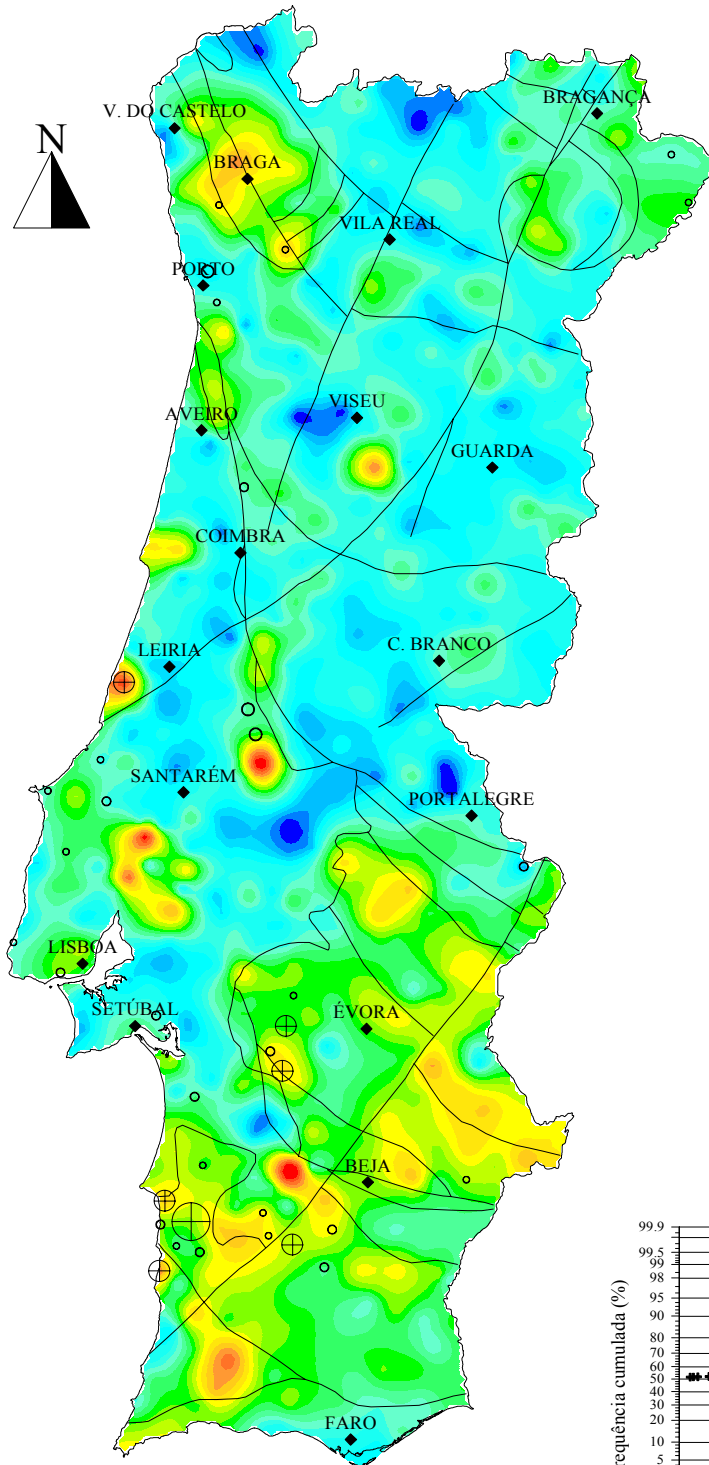 V. DO CASTELO
BRAGANÇA
N
BRAGA
VILA REAL
PORTO
VISEU
AVEIRO
GUARDA
COIMBRA
LEIRIA
C. BRANCO
SANTARÉM
PORTALEGRE
LISBOA
SETÚBAL
ÉVORA
BEJA
FARO
99.9
99.5
99
98
95
90
80
70
60
50
40
30
20
10
5
requência cumulada (%)